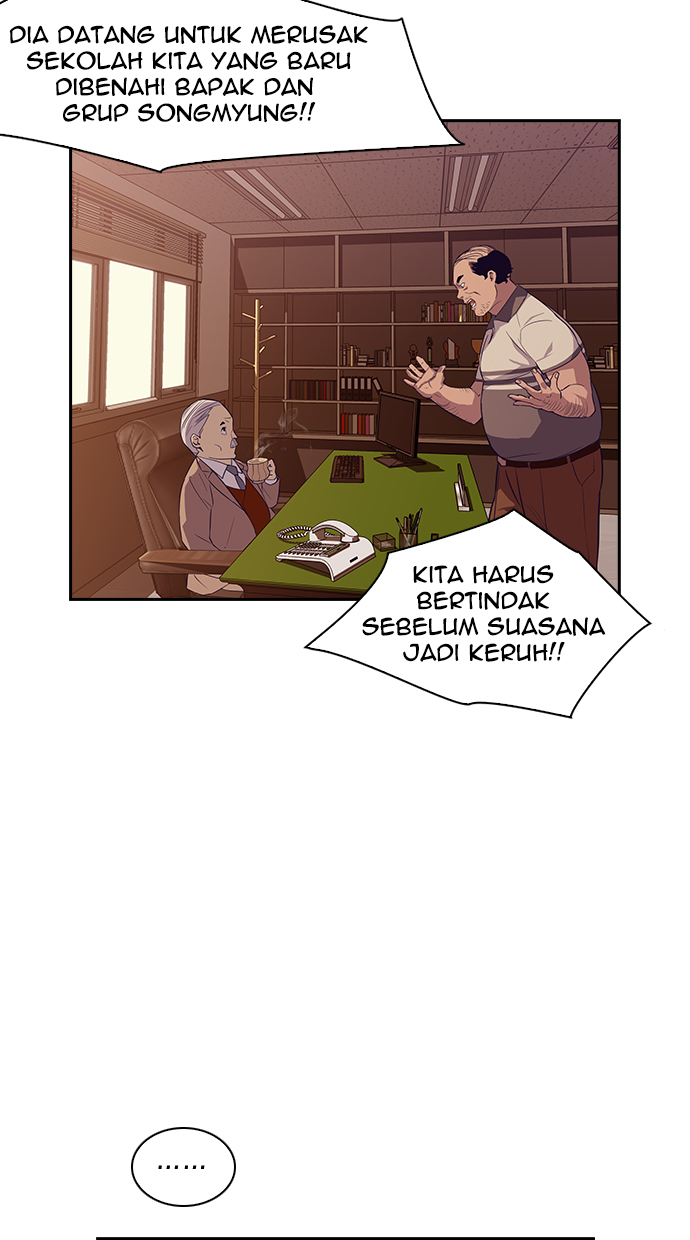 DIA DATANG UNTUK MERUSAK
SEKOLAH KITA YANG BARU
DIBENAHI BAPAK DAN
GRUP SONGMYUNG!!
KITA HARUS
BERTINDAK
SEBELUM SUASANA
JADI KERUH!!
......